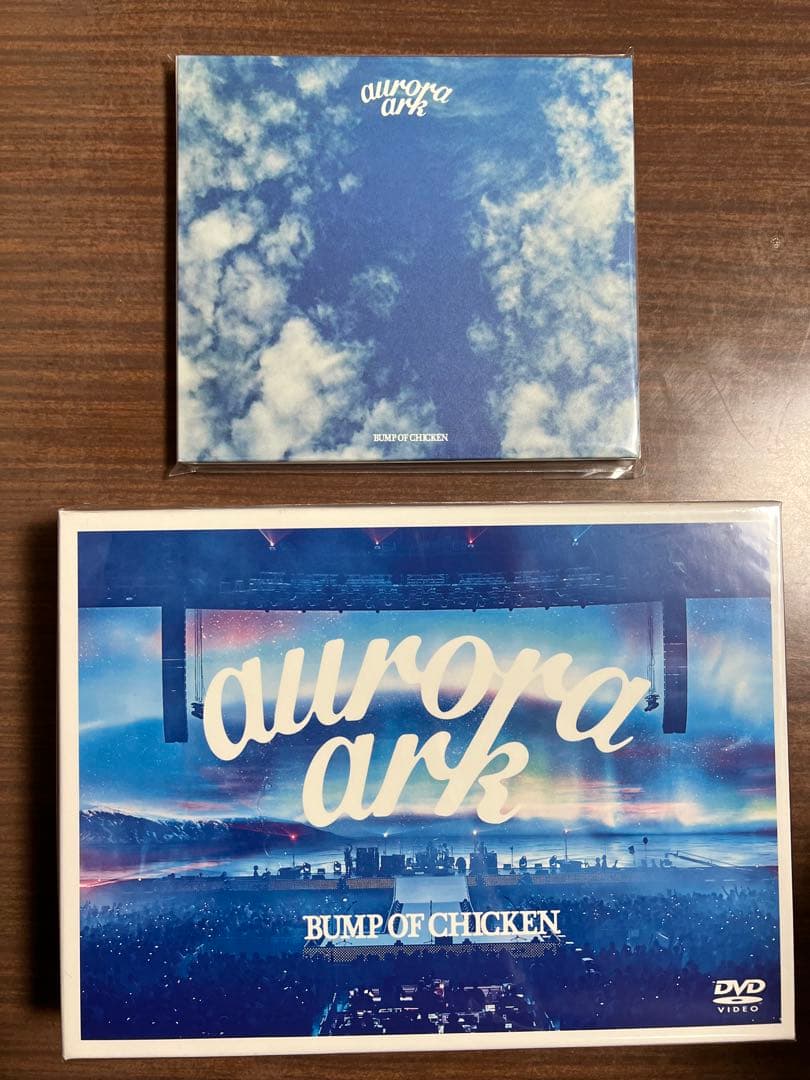 aurora
ark
BUMP OF CHICKEN
aurora
ark
BUMP OF CHICKEN
DVD
VIDEO